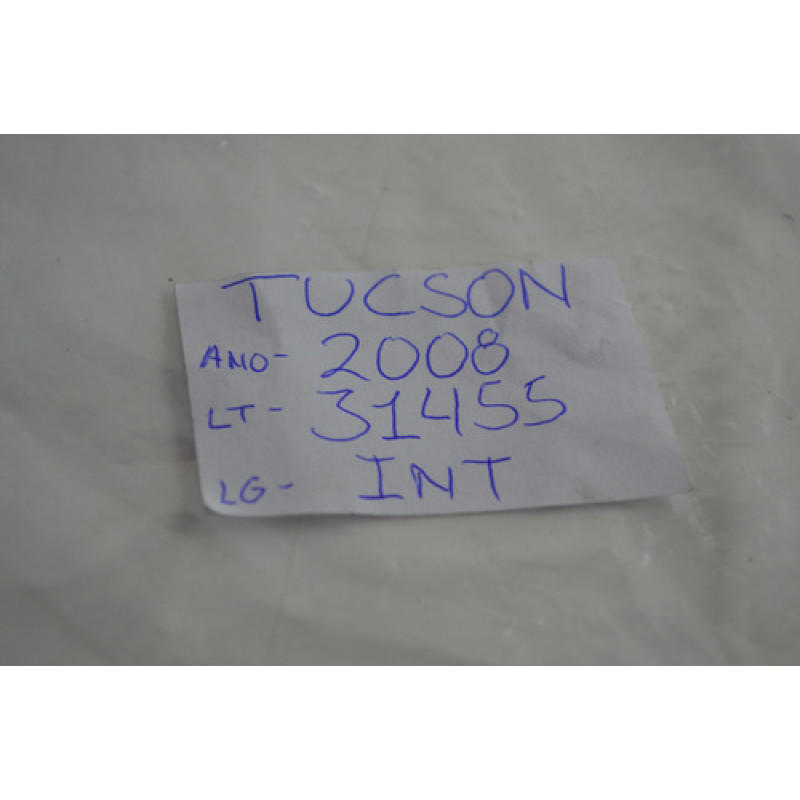 TUCSON
ANO- 2008
LT- 31455
LG- INT